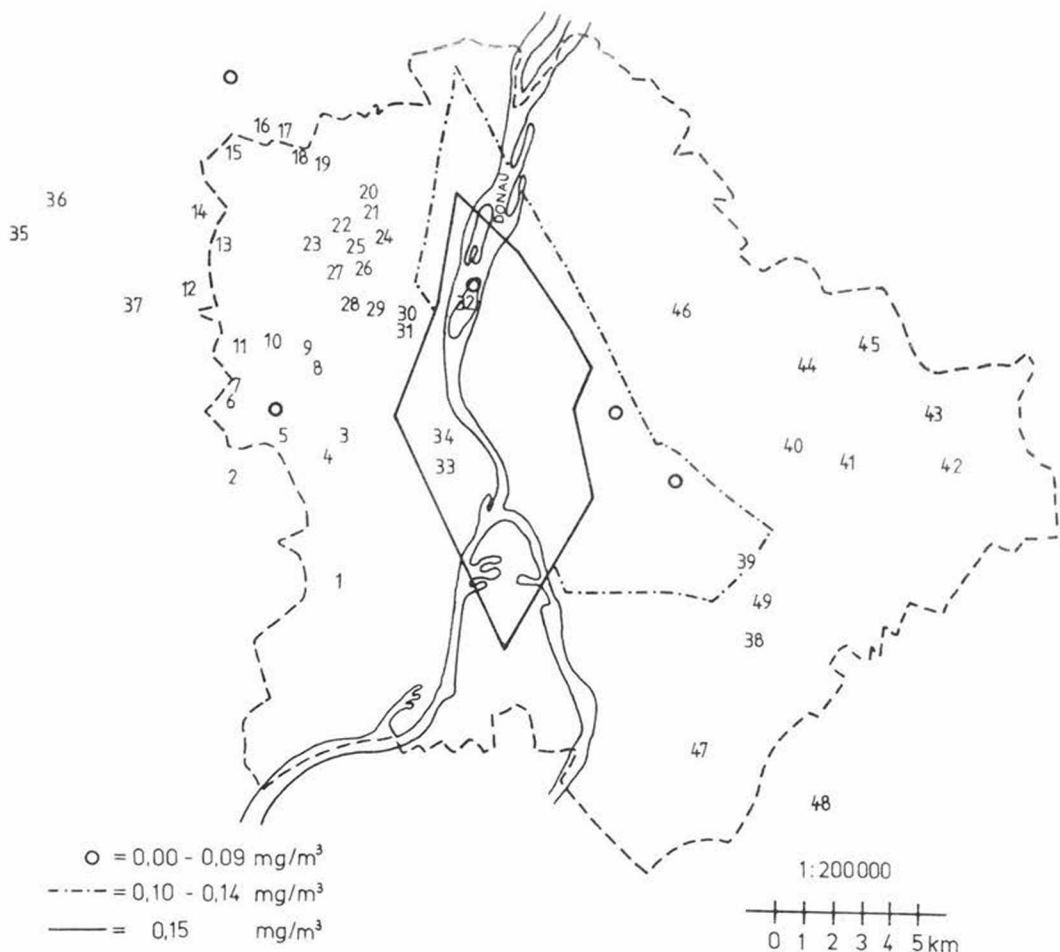 16 17
15 18 19
36 20
14 21
35 22 24
13 23 25
27 26
12
37 28 29 30 32 46
31
11 10 9 45
8 44
7
6 43
5 3 34 40
4 41 42
2 33
39
1 49
38
47
48
DONAU
O = 0,00 - 0,09 mg/m³
= 0,10 - 0,14 mg/m³
= 0,15 mg/m³
1:200000
0 1 2 3 4 5 km